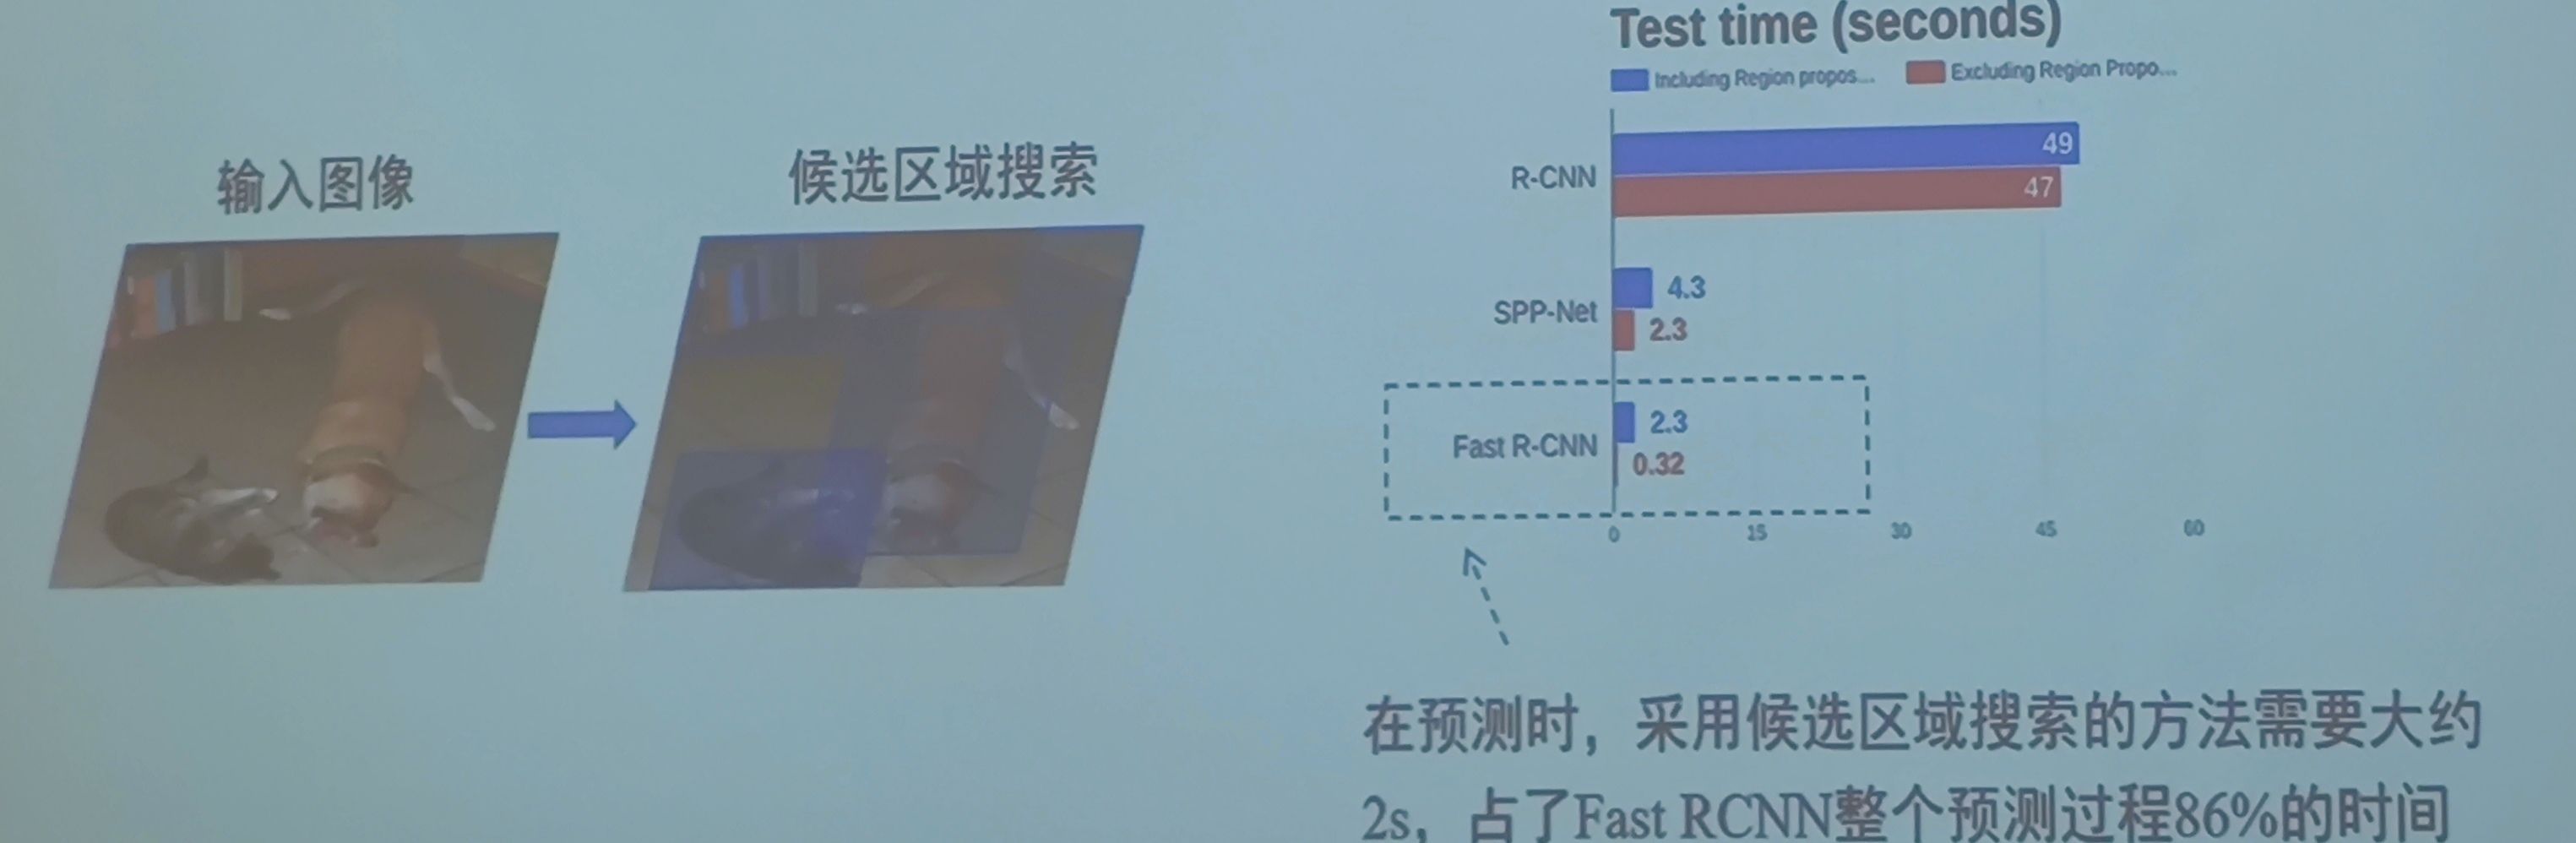 输入图像
候选区域搜索
Test time (seconds)
Including Region propos...
Excluding Region Propo...
R-CNN
49
47
SPP-Net
4.3
2.3
Fast R-CNN
2.3
0.32
0 15 30 45 60
在预测时，采用候选区域搜索的方法需要大约
2s，占了Fast RCNN整个预测过程86%的时间